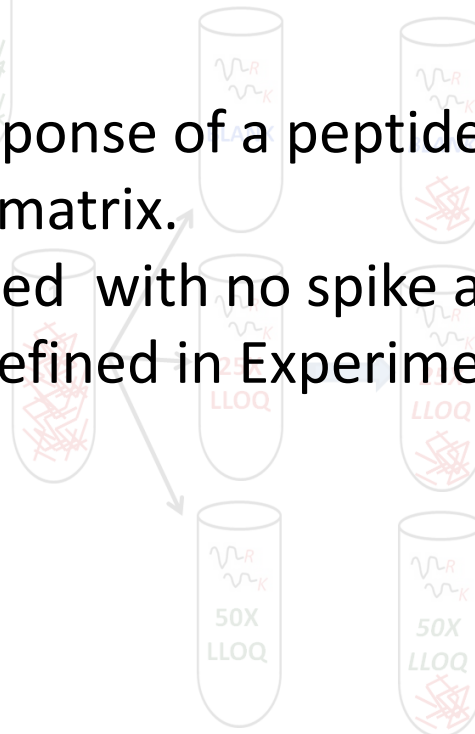 R
R
K
K
ponse of a peptide
matrix.
ed with no spike a
efined in Experime
LLOQ
LLOQ
R
R
K
K
50X
50X
LLOQ
LLOQ